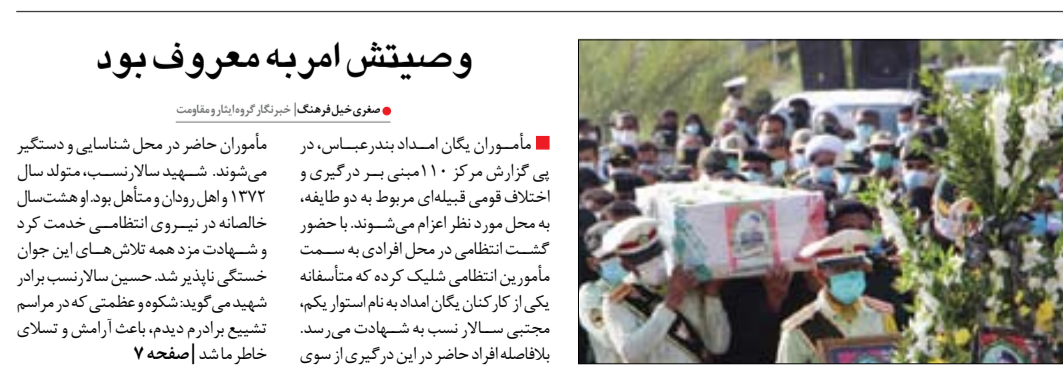 وصیتش امر به معروف بود
صغری خیل‌فرهنگ | خبرنگار گروه ایثار و مقاومت
مأموران یگان امداد بندرعباس، در
پی گزارش مرکز ۱۱۰ مبنی بر درگیری و
اختلاف قومی قبیله‌ای مربوط به دو طایفه،
به محل مورد نظر اعزام می‌شوند. با حضور
گشت انتظامی در محل افرادی به سمت
مأمورین انتظامی شلیک کرده که متأسفانه
یکی از کارکنان یگان امداد به نام استوار یکم،
مجتبی سالار نسب به شهادت می‌رسد.
بلافاصله افراد حاضر در این درگیری از سوی
مأموران حاضر در محل شناسایی و دستگیر
می‌شوند. شهید سالارنسب، متولد سال
۱۳۷۲ و اهل رودان و متأهل بود. او هشت سال
خالصانه در نیروی انتظامی خدمت کرد
و شهادت مزد همه تلاش‌های این جوان
خستگی ناپذیر شد. حسین سالارنسب برادر
شهید می‌گوید: شکوه و عظمتی که در مراسم
تشییع برادرم دیدم، باعث آرامش و تسلای
خاطر ما شد | صفحه ۷